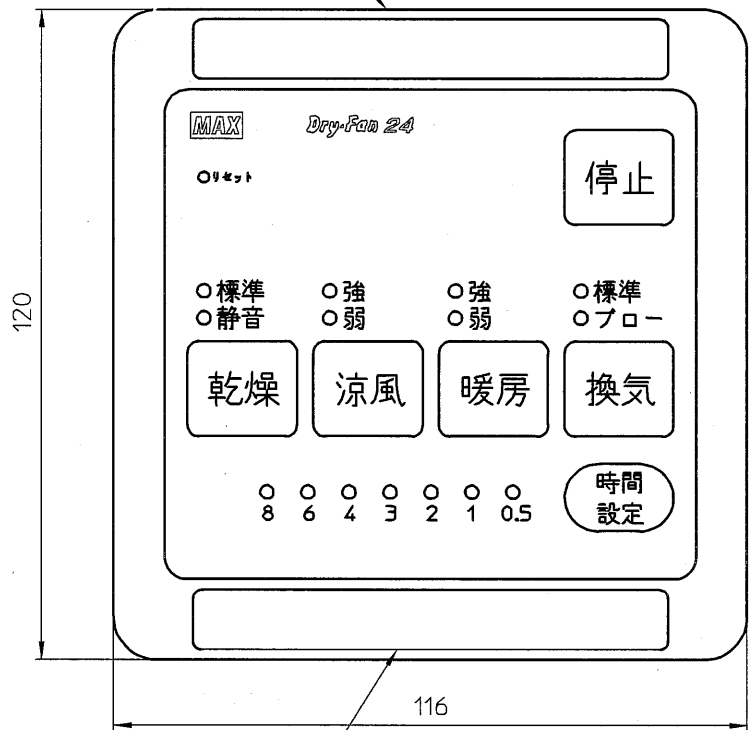 MAX Dry-Fan 24
リセット
停止
標準 強 強 標準
静音 弱 弱 ブロー
乾燥 涼風 暖房 換気
時間
設定
8 6 4 3 2 1 0.5
120
116